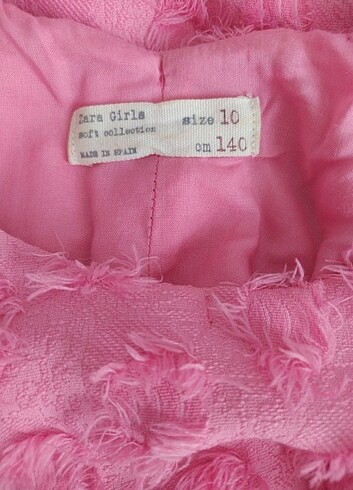 Zara Girls
soft collection
MADE IN SPAIN
size 10
cm 140